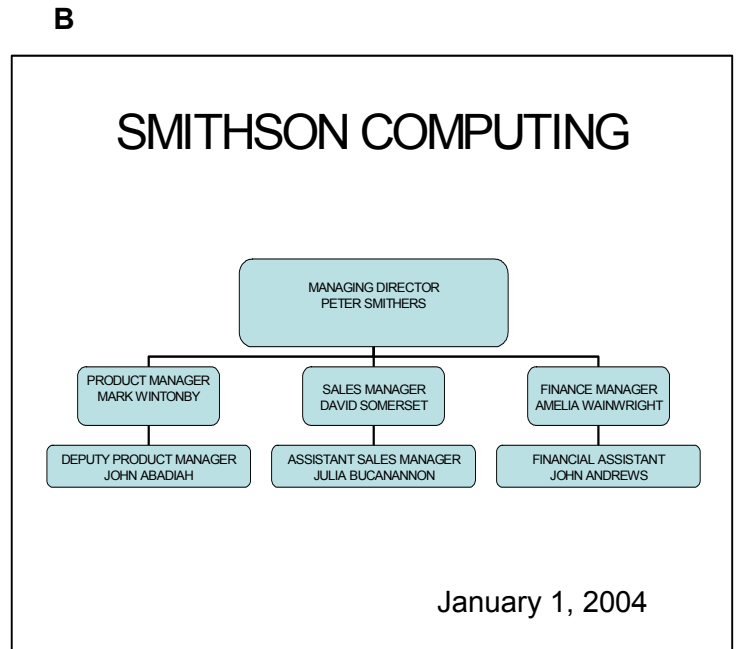 B
SMITHSON COMPUTING
MANAGING DIRECTOR
PETER SMITHERS
PRODUCT MANAGER
MARK WINTONBY
SALES MANAGER
DAVID SOMERSET
FINANCE MANAGER
AMELIA WAINWRIGHT
DEPUTY PRODUCT MANAGER
JOHN ABADIAH
ASSISTANT SALES MANAGER
JULIA BUCANANNON
FINANCIAL ASSISTANT
JOHN ANDREWS
January 1, 2004